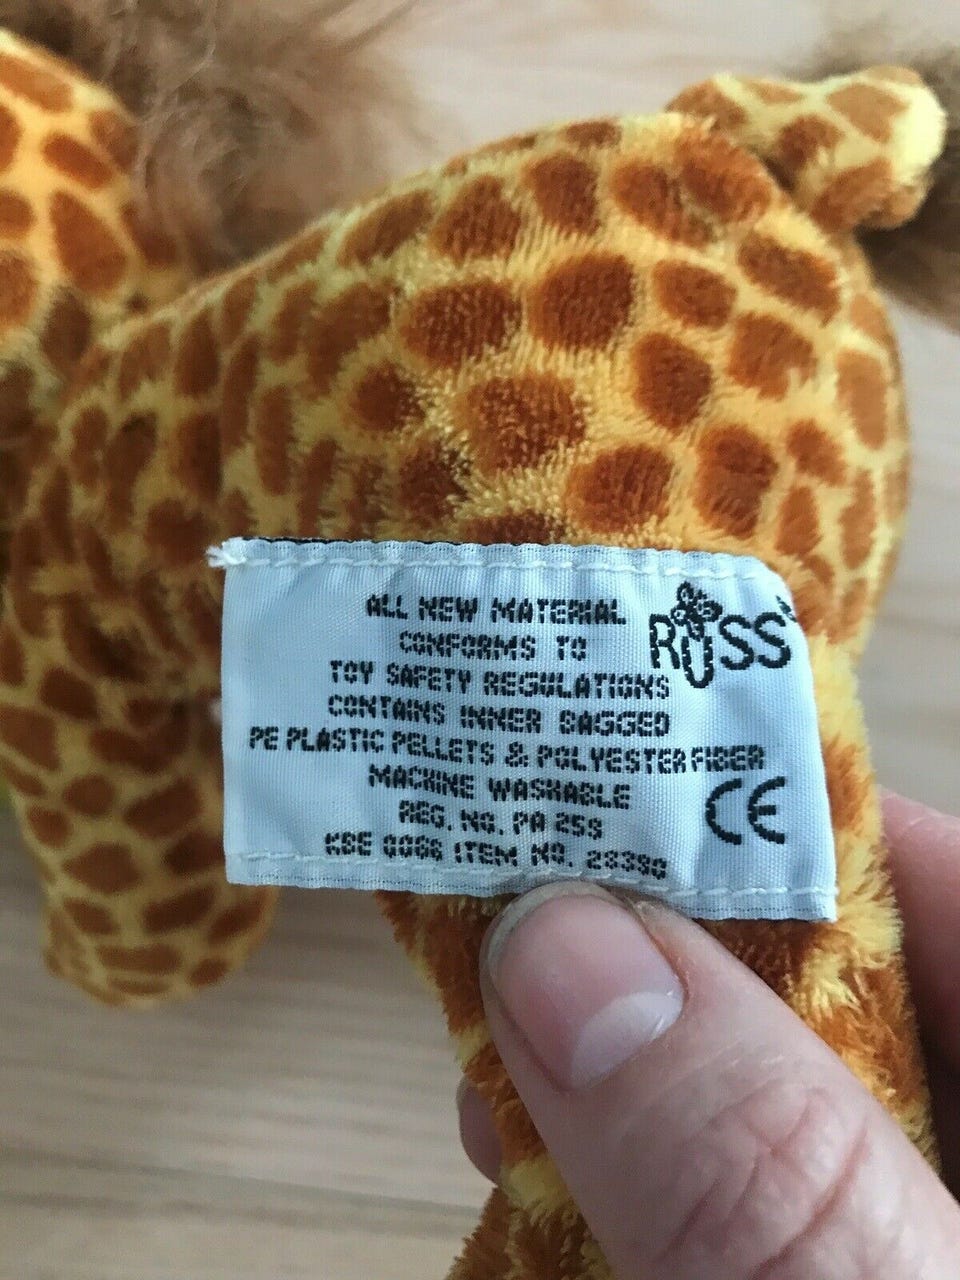 ALL NEW MATERIAL
RUSS
CONFORMS TO
TOY SAFETY REGULATIONS
CONTAINS INNER BAGGED
PE PLASTIC PELLETS & POLYESTER FIBER
MACHINE WASHABLE
CE
REG. NO. PA 259
ITEM NO.